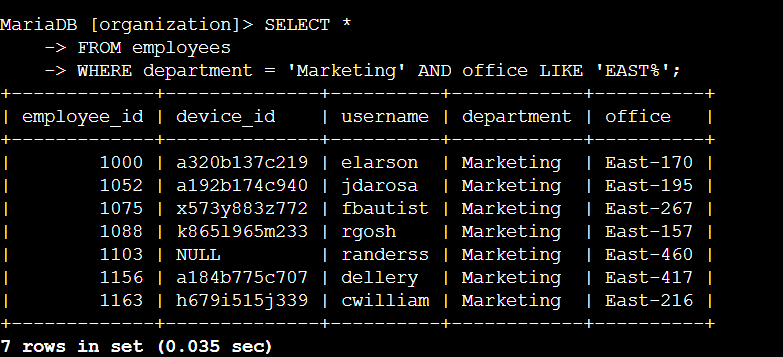 MariaDB [organization]> SELECT *
    -> FROM employees
    -> WHERE department = 'Marketing' AND office LIKE 'EAST%';
+-------------+--------------+----------+------------+----------+
| employee_id | device_id    | username | department | office   |
+-------------+--------------+----------+------------+----------+
|        1000 | a320b137c219 | elarson  | Marketing  | East-170 |
|        1052 | a192b174c940 | jdarosa  | Marketing  | East-195 |
|        1075 | x573y883z772 | fbautist | Marketing  | East-267 |
|        1088 | k865l965m233 | rgosh    | Marketing  | East-157 |
|        1103 | NULL         | randerss | Marketing  | East-460 |
|        1156 | a184b775c707 | dellery  | Marketing  | East-417 |
|        1163 | h679i515j339 | cwilliam | Marketing  | East-216 |
+-------------+--------------+----------+------------+----------+
7 rows in set (0.035 sec)